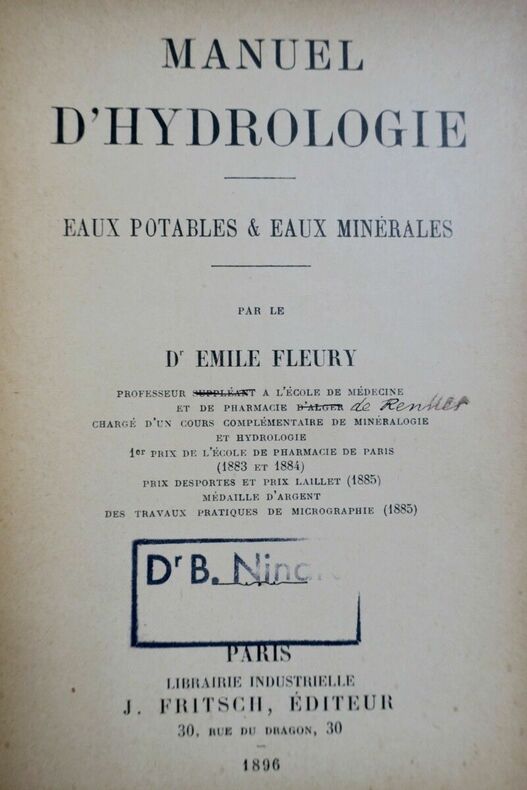 MANUEL
D'HYDROLOGIE
EAUX POTABLES & EAUX MINÉRALES
PAR LE
Dr EMILE FLEURY
PROFESSEUR SUPPLÉANT A L'ÉCOLE DE MÉDECINE
ET DE PHARMACIE D'ALGER de Rennes
CHARGÉ D'UN COURS COMPLÉMENTAIRE DE MINÉRALOGIE
ET HYDROLOGIE
1er PRIX DE L'ÉCOLE DE PHARMACIE DE PARIS
(1883 ET 1884)
PRIX DESPORTES ET PRIX LAILLET (1885)
MÉDAILLE D'ARGENT
DES TRAVAUX PRATIQUES DE MICROGRAPHIE (1885)
Dr B.
PARIS
LIBRAIRIE INDUSTRIELLE
J. FRITSCH, ÉDITEUR
30, RUE DU DRAGON, 30
1896